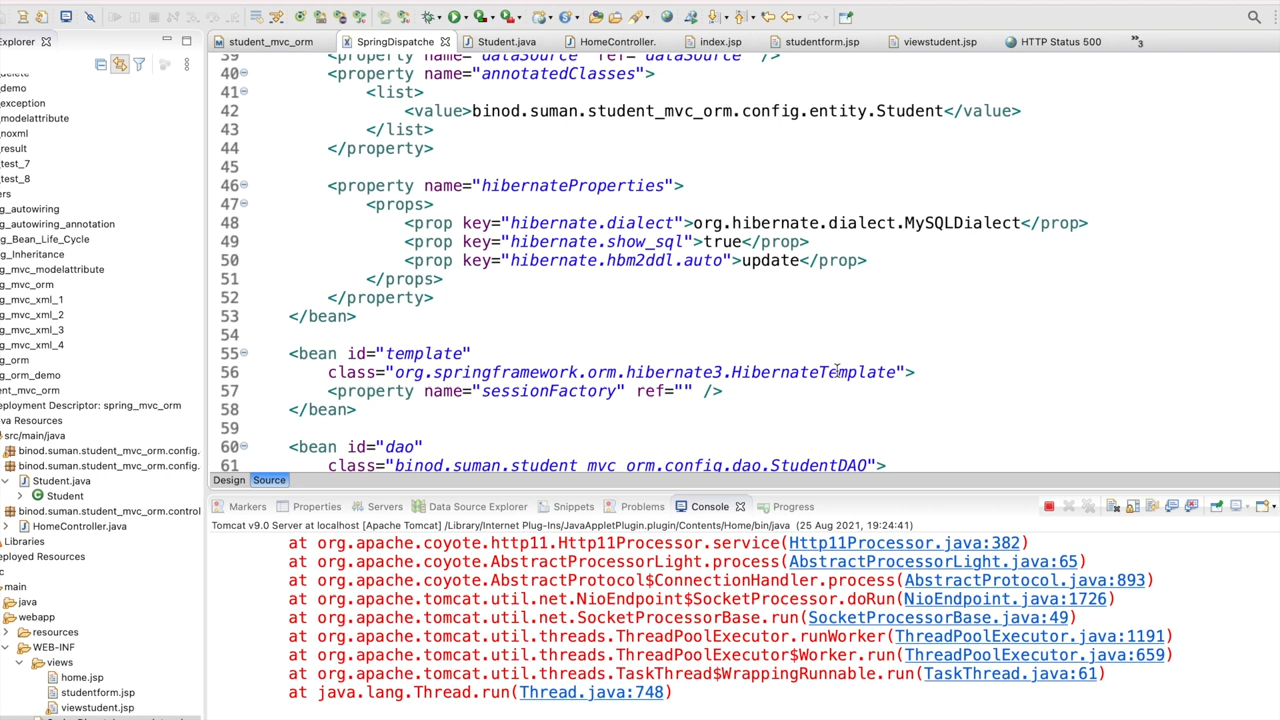 Explorer
student_mvc_orm
SpringDispatche
Student.java
HomeController.
index.jsp
studentform.jsp
viewstudent.jsp
HTTP Status 500
»3
delete
demo
exception
modelattribute
noxml
result
test_7
test_8
ers
g_autowiring
g_autowiring_annotation
g_Bean_Life_Cycle
g_Inheritance
g_mvc_modelattribute
g_mvc_orm
g_mvc_xml_1
g_mvc_xml_2
g_mvc_xml_3
g_mvc_xml_4
g_orm
g_orm_demo
ent_mvc_orm
eployment Descriptor: spring_mvc_orm
ava Resources
src/main/java
binod.suman.student_mvc_orm.config.
binod.suman.student_mvc_orm.config.
Student.java
Student
binod.suman.student_mvc_orm.control
HomeController.java
Libraries
eployed Resources
c
main
java
webapp
resources
WEB-INF
views
home.jsp
studentform.jsp
viewstudent.jsp
39 <property name="dataSource" ref="dataSource" />
40 <property name="annotatedClasses">
41 <list>
42 <value>binod.suman.student_mvc_orm.config.entity.Student</value>
43 </list>
44 </property>
45
46 <property name="hibernateProperties">
47 <props>
48 <prop key="hibernate.dialect">org.hibernate.dialect.MySQLDialect</prop>
49 <prop key="hibernate.show_sql">true</prop>
50 <prop key="hibernate.hbm2ddl.auto">update</prop>
51 </props>
52 </property>
53 </bean>
54
55 <bean id="template"
56 class="org.springframework.orm.hibernate3.HibernateTemplate">
57 <property name="sessionFactory" ref="" />
58 </bean>
59
60 <bean id="dao"
61 class="binod.suman.student_mvc_orm.config.dao.StudentDAO">
Design Source
Markers Properties Servers Data Source Explorer Snippets Problems Console Progress
Tomcat v9.0 Server at localhost [Apache Tomcat] /Library/Internet Plug-Ins/JavaAppletPlugin.plugin/Contents/Home/bin/java (25 Aug 2021, 19:24:41)
at org.apache.coyote.http11.Http11Processor.service(Http11Processor.java:382)
at org.apache.coyote.AbstractProcessorLight.process(AbstractProcessorLight.java:65)
at org.apache.coyote.AbstractProtocol$ConnectionHandler.process(AbstractProtocol.java:893)
at org.apache.tomcat.util.net.NioEndpoint$SocketProcessor.doRun(NioEndpoint.java:1726)
at org.apache.tomcat.util.net.SocketProcessorBase.run(SocketProcessorBase.java:49)
at org.apache.tomcat.util.threads.ThreadPoolExecutor.runWorker(ThreadPoolExecutor.java:1191)
at org.apache.tomcat.util.threads.ThreadPoolExecutor$Worker.run(ThreadPoolExecutor.java:659)
at org.apache.tomcat.util.threads.TaskThread$WrappingRunnable.run(TaskThread.java:61)
at java.lang.Thread.run(Thread.java:748)